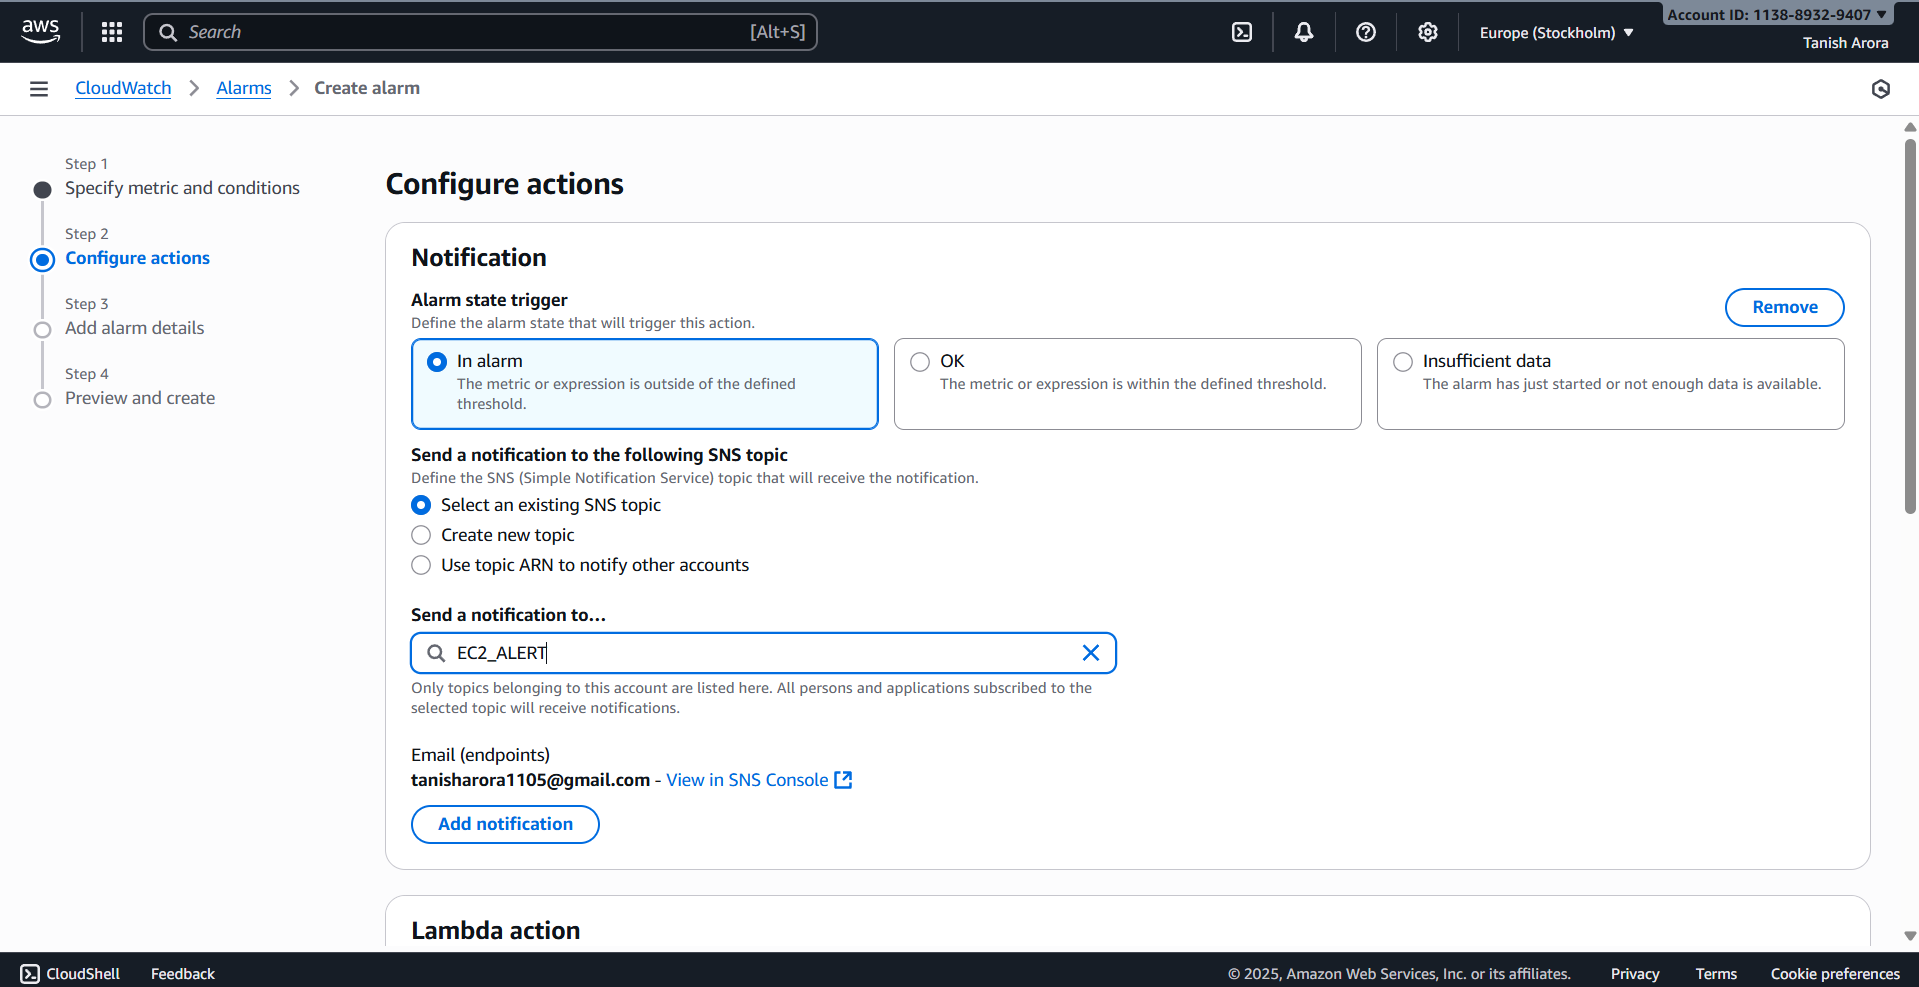 aws
Search
[Alt+S]
Europe (Stockholm)
Account ID: 1138-8932-9407
Tanish Arora
CloudWatch
Alarms
Create alarm
Step 1
Specify metric and conditions
Step 2
Configure actions
Step 3
Add alarm details
Step 4
Preview and create
Configure actions
Notification
Alarm state trigger
Define the alarm state that will trigger this action.
Remove
In alarm
The metric or expression is outside of the defined
threshold.
OK
The metric or expression is within the defined threshold.
Insufficient data
The alarm has just started or not enough data is available.
Send a notification to the following SNS topic
Define the SNS (Simple Notification Service) topic that will receive the notification.
Select an existing SNS topic
Create new topic
Use topic ARN to notify other accounts
Send a notification to…
EC2_ALERT
Only topics belonging to this account are listed here. All persons and applications subscribed to the
selected topic will receive notifications.
Email (endpoints)
tanisharora1105@gmail.com - View in SNS Console
Add notification
Lambda action
CloudShell
Feedback
© 2025, Amazon Web Services, Inc. or its affiliates.
Privacy
Terms
Cookie preferences